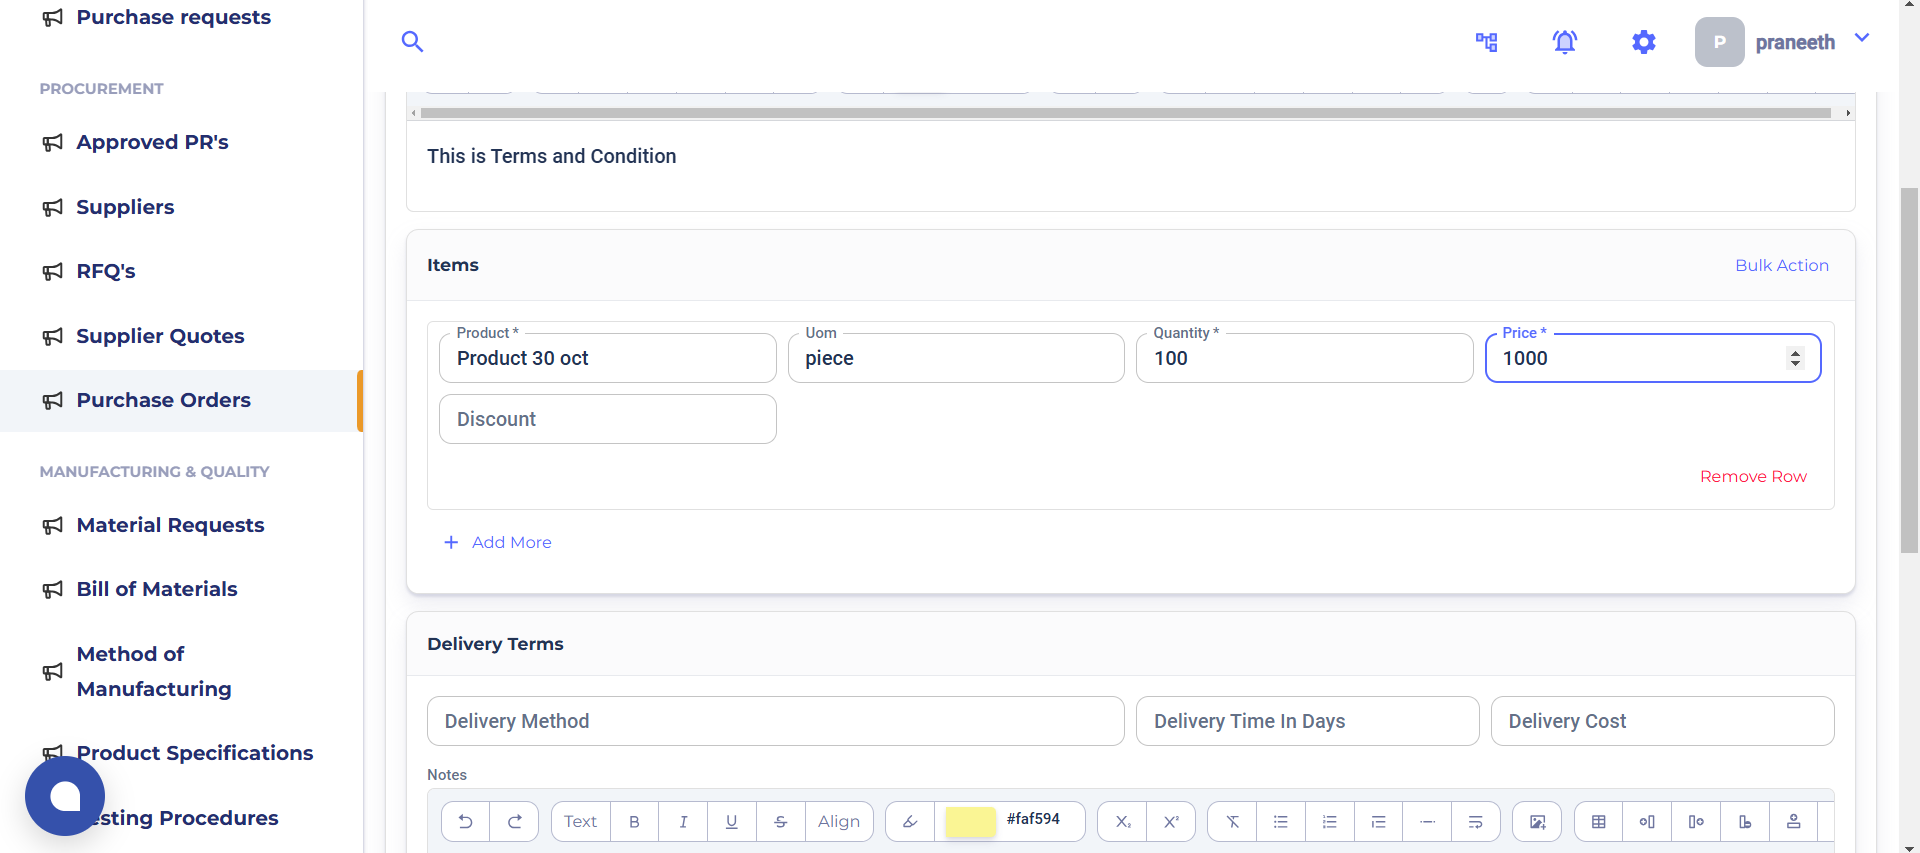 Purchase requests
PROCUREMENT
Approved PR's
Suppliers
RFQ's
Supplier Quotes
Purchase Orders
MANUFACTURING & QUALITY
Material Requests
Bill of Materials
Method of
Manufacturing
Product Specifications
esting Procedures
P
praneeth
This is Terms and Condition
Items
Bulk Action
Product *
Product 30 oct
Uom
piece
Quantity *
100
Price *
1000
Discount
Remove Row
+ Add More
Delivery Terms
Delivery Method
Delivery Time In Days
Delivery Cost
Notes
Text B I U S Align #faf594 X₂ X²